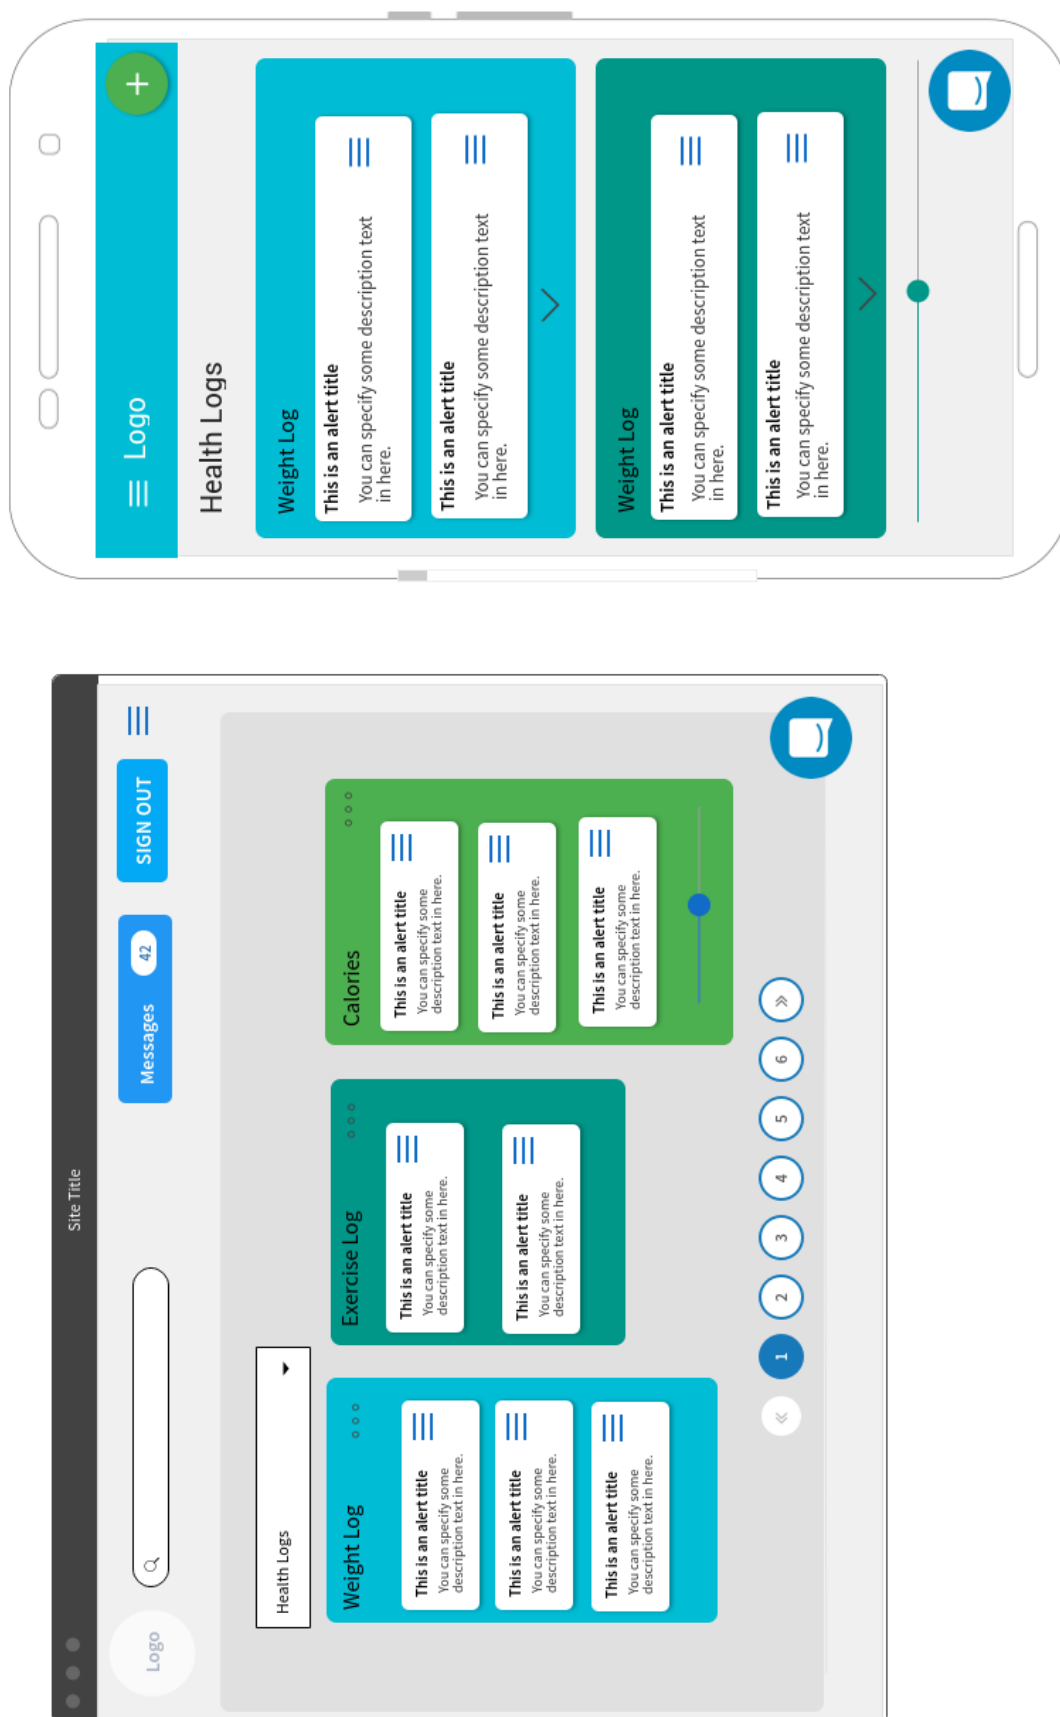 Site Title
Logo
Messages 42
SIGN OUT
Health Logs
Weight Log
This is an alert title
You can specify some
description text in here.
This is an alert title
You can specify some
description text in here.
This is an alert title
You can specify some
description text in here.
Exercise Log
This is an alert title
You can specify some
description text in here.
This is an alert title
You can specify some
description text in here.
Calories
This is an alert title
You can specify some
description text in here.
This is an alert title
You can specify some
description text in here.
This is an alert title
You can specify some
description text in here.
« 1 2 3 4 5 6 »
Logo +
Health Logs
Weight Log
This is an alert title
You can specify some description text
in here.
This is an alert title
You can specify some description text
in here.
Weight Log
This is an alert title
You can specify some description text
in here.
This is an alert title
You can specify some description text
in here.